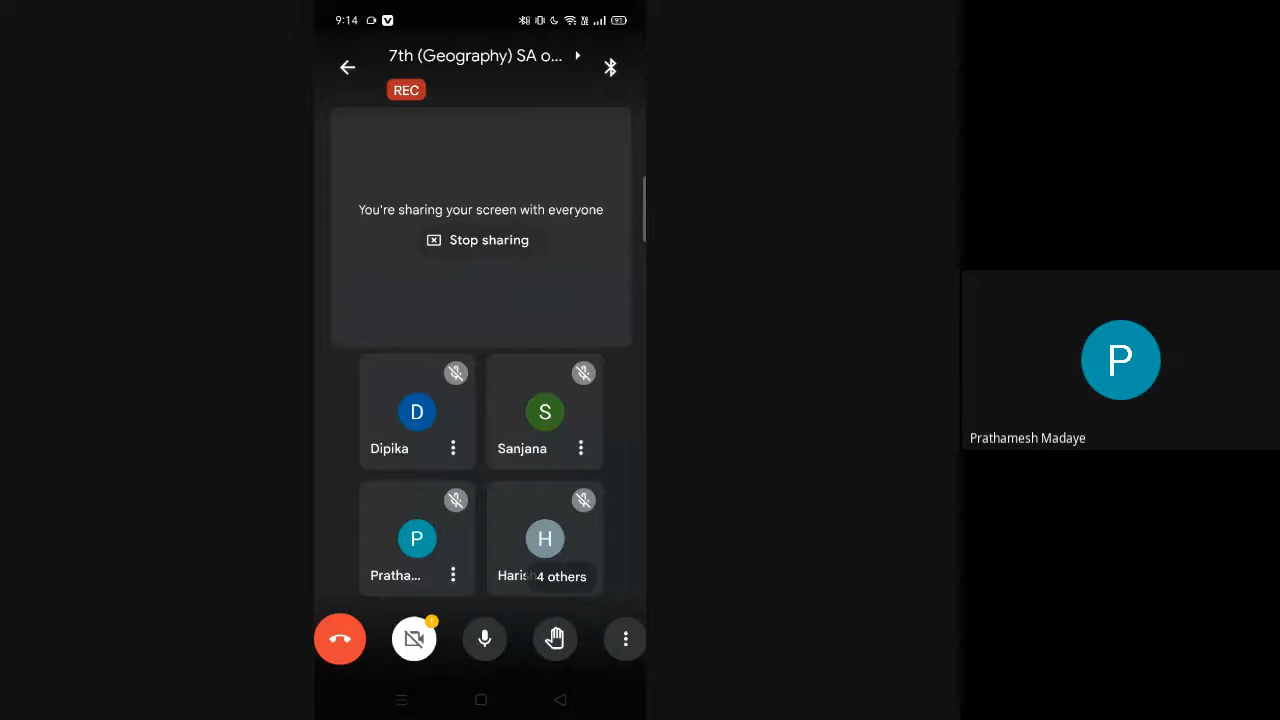 9:14
91
7th (Geography) SA o...
REC
You're sharing your screen with everyone
Stop sharing
D
S
Dipika
Sanjana
P
H
Pratha...
4 others
P
Prathamesh Madaye